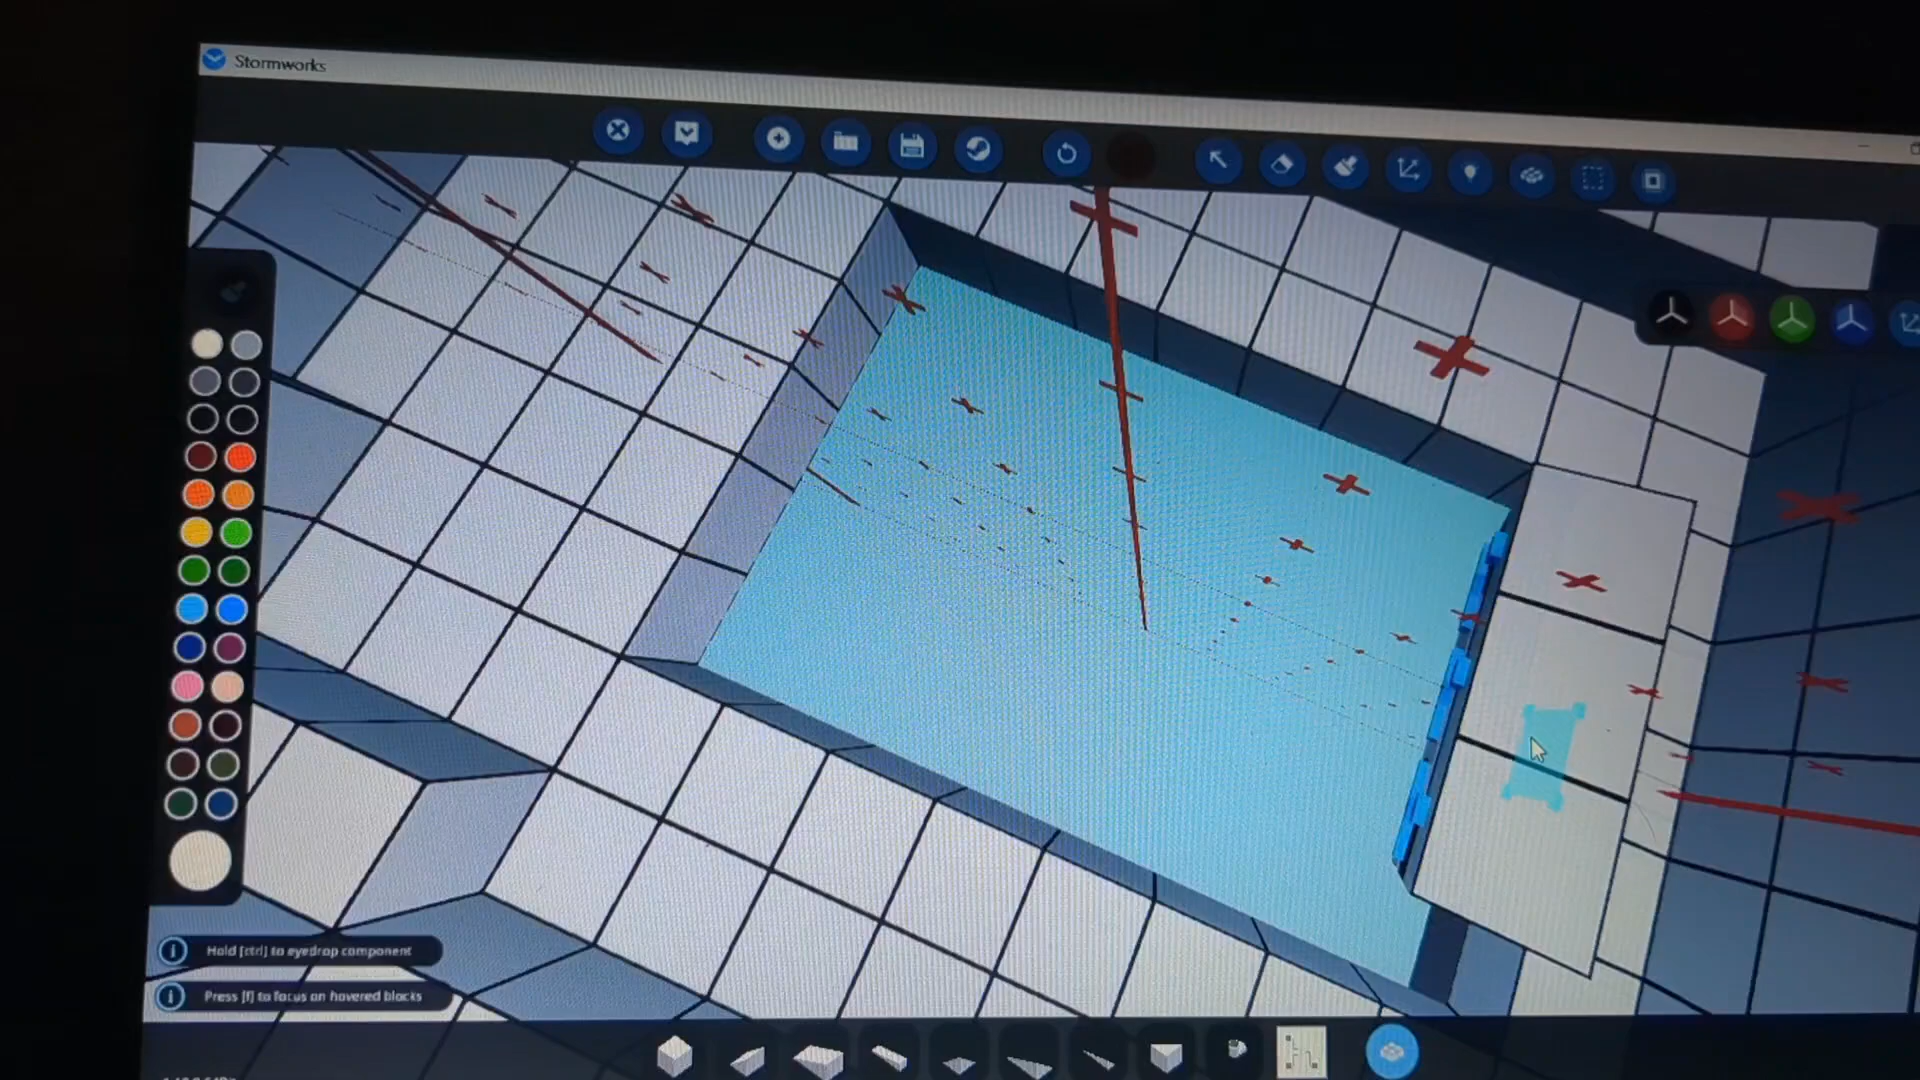 Stormworks
Hold [ctrl] to eyedrop component
Press [f] to focus on hovered blocks